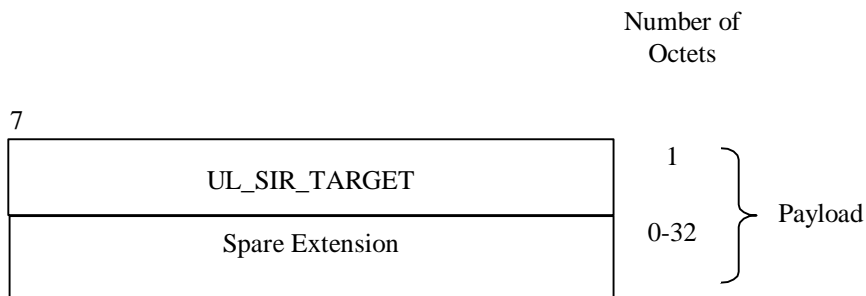 Number of
Octets
7
UL_SIR_TARGET
1
Spare Extension
0-32
Payload